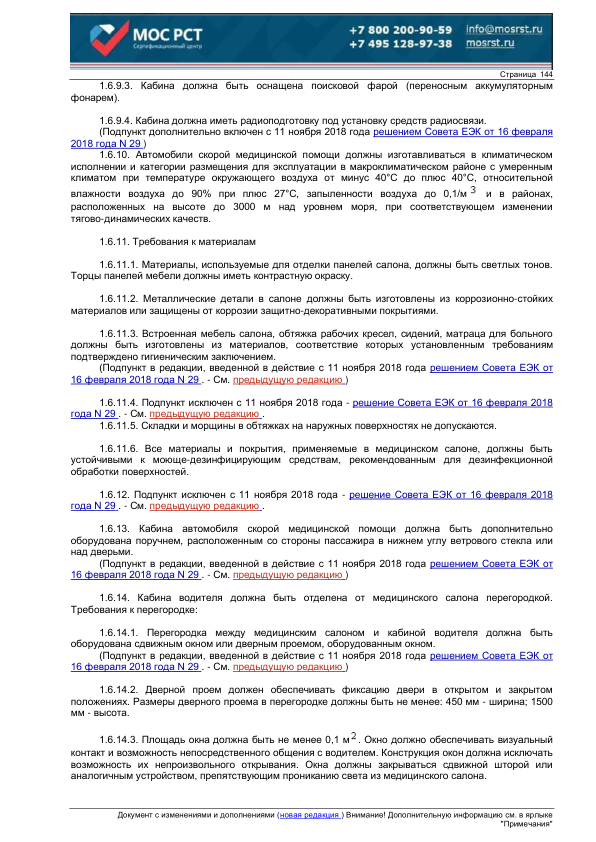 МОС РСТ
Сертификационный центр
+7 800 200-90-59 info@mosrst.ru
+7 495 128-97-38 mosrst.ru
Страница 144
1.6.9.3. Кабина должна быть оснащена поисковой фарой (переносным аккумуляторным
фонарем).
1.6.9.4. Кабина должна иметь радиоподготовку под установку средств радиосвязи.
(Подпункт дополнительно включен с 11 ноября 2018 года решением Совета ЕЭК от 16 февраля
2018 года N 29 )
1.6.10. Автомобили скорой медицинской помощи должны изготавливаться в климатическом
исполнении и категории размещения для эксплуатации в макроклиматическом районе с умеренным
климатом при температуре окружающего воздуха от минус 40°С до плюс 40°С, относительной
влажности воздуха до 90% при плюс 27°С, запыленности воздуха до 0,1/м 3 и в районах,
расположенных на высоте до 3000 м над уровнем моря, при соответствующем изменении
тягово-динамических качеств.
1.6.11. Требования к материалам
1.6.11.1. Материалы, используемые для отделки панелей салона, должны быть светлых тонов.
Торцы панелей мебели должны иметь контрастную окраску.
1.6.11.2. Металлические детали в салоне должны быть изготовлены из коррозионно-стойких
материалов или защищены от коррозии защитно-декоративными покрытиями.
1.6.11.3. Встроенная мебель салона, обтяжка рабочих кресел, сидений, матраца для больного
должны быть изготовлены из материалов, соответствие которых установленным требованиям
подтверждено гигиеническим заключением.
(Подпункт в редакции, введенной в действие с 11 ноября 2018 года решением Совета ЕЭК от
16 февраля 2018 года N 29 . - См. предыдущую редакцию )
1.6.11.4. Подпункт исключен с 11 ноября 2018 года - решение Совета ЕЭК от 16 февраля 2018
года N 29 . - См. предыдущую редакцию .
1.6.11.5. Складки и морщины в обтяжках на наружных поверхностях не допускаются.
1.6.11.6. Все материалы и покрытия, применяемые в медицинском салоне, должны быть
устойчивыми к моюще-дезинфицирующим средствам, рекомендованным для дезинфекционной
обработки поверхностей.
1.6.12. Подпункт исключен с 11 ноября 2018 года - решение Совета ЕЭК от 16 февраля 2018
года N 29 . - См. предыдущую редакцию .
1.6.13. Кабина автомобиля скорой медицинской помощи должна быть дополнительно
оборудована поручнем, расположенным со стороны пассажира в нижнем углу ветрового стекла или
над дверьми.
(Подпункт в редакции, введенной в действие с 11 ноября 2018 года решением Совета ЕЭК от
16 февраля 2018 года N 29 . - См. предыдущую редакцию )
1.6.14. Кабина водителя должна быть отделена от медицинского салона перегородкой.
Требования к перегородке:
1.6.14.1. Перегородка между медицинским салоном и кабиной водителя должна быть
оборудована сдвижным окном или дверным проемом, оборудованным окном.
(Подпункт в редакции, введенной в действие с 11 ноября 2018 года решением Совета ЕЭК от
16 февраля 2018 года N 29 . - См. предыдущую редакцию )
1.6.14.2. Дверной проем должен обеспечивать фиксацию двери в открытом и закрытом
положениях. Размеры дверного проема в перегородке должны быть не менее: 450 мм - ширина; 1500
мм - высота.
1.6.14.3. Площадь окна должна быть не менее 0,1 м 2 . Окно должно обеспечивать визуальный
контакт и возможность непосредственного общения с водителем. Конструкция окон должна исключать
возможность их непроизвольного открывания. Окна должны закрываться сдвижной шторой или
аналогичным устройством, препятствующим прониканию света из медицинского салона.
Документ с изменениями и дополнениями (новая редакция ) Внимание! Дополнительную информацию см. в ярлыке
"Примечания"